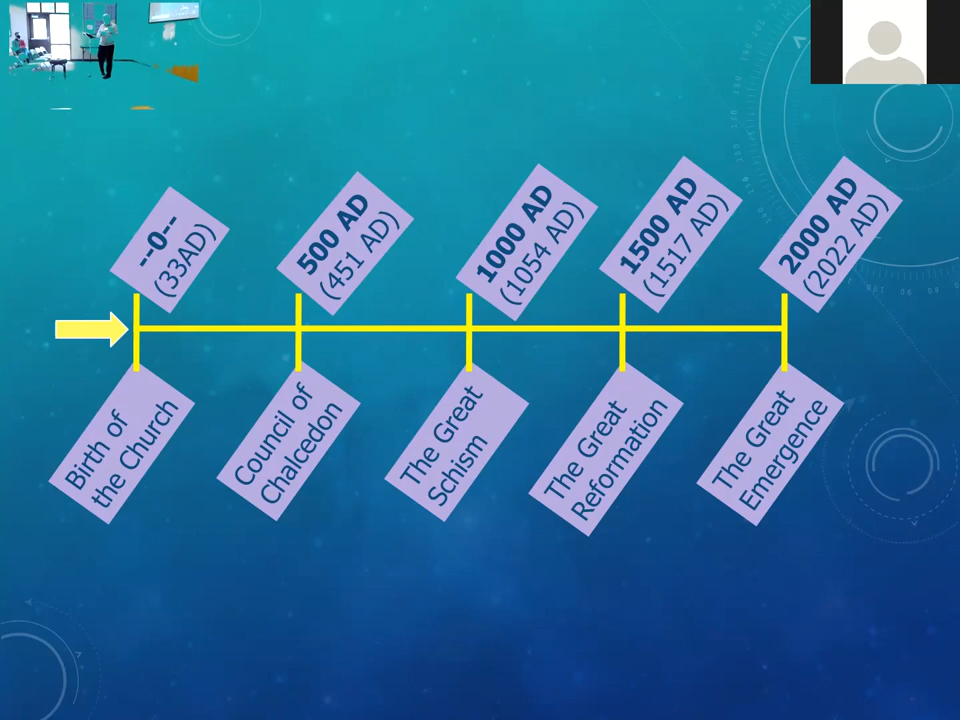 --0--
(33AD)
500 AD
(451 AD)
1000 AD
(1054 AD)
1500 AD
(1517 AD)
2000 AD
(2022 AD)
Birth of
the Church
Council of
Chalcedon
The Great
Schism
The Great
Reformation
The Great
Emergence